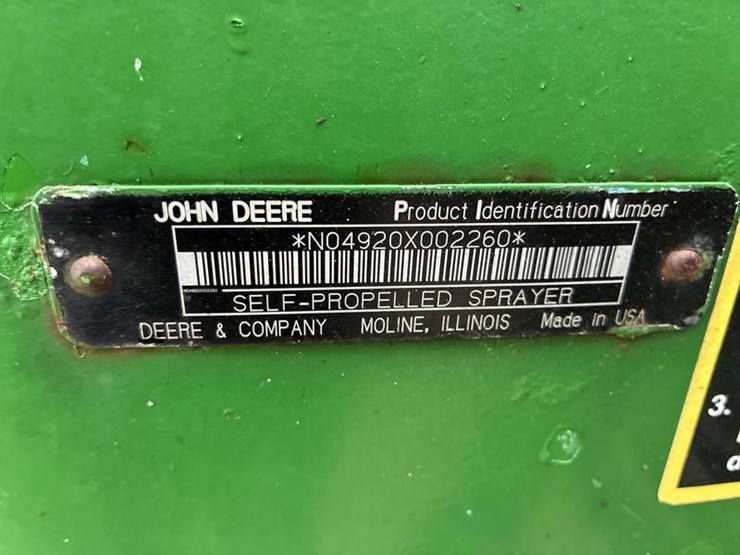 JOHN DEERE Product Identification Number
*N04920X002260*
SELF-PROPELLED SPRAYER
DEERE & COMPANY MOLINE, ILLINOIS Made in USA
3.